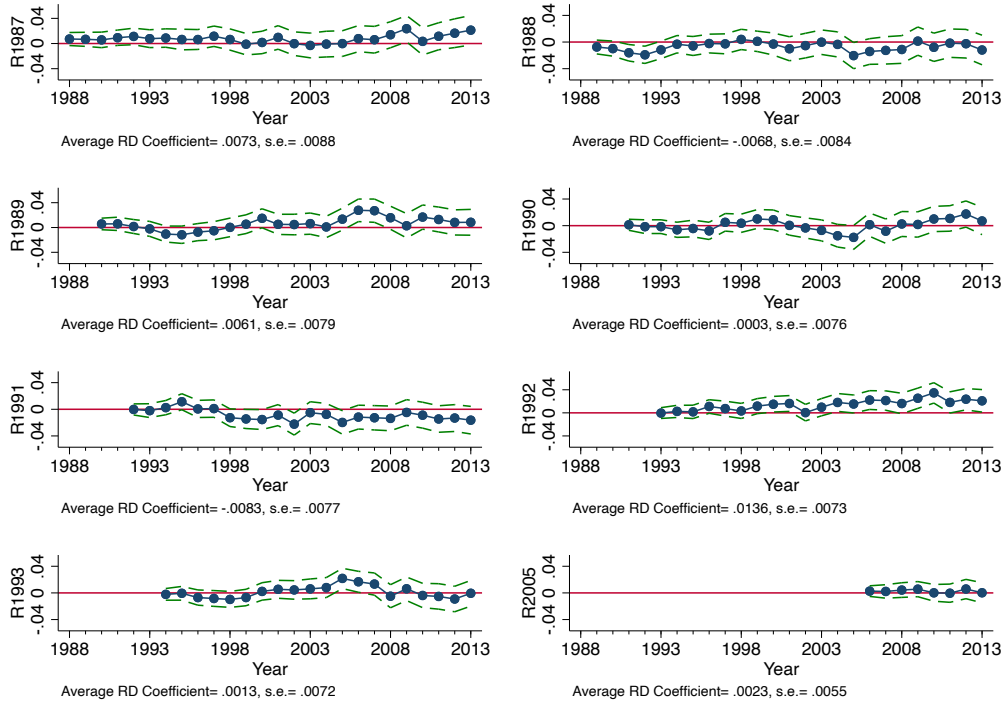 R1987
.04
0
-.04
1988 1993 1998 2003 2008 2013
Year
Average RD Coefficient= .0073, s.e.= .0088
R1988
.04
0
-.04
1988 1993 1998 2003 2008 2013
Year
Average RD Coefficient= -.0068, s.e.= .0084
R1989
.04
0
-.04
1988 1993 1998 2003 2008 2013
Year
Average RD Coefficient= .0061, s.e.= .0079
R1990
.04
0
-.04
1988 1993 1998 2003 2008 2013
Year
Average RD Coefficient= .0003, s.e.= .0076
R1991
.04
0
-.04
1988 1993 1998 2003 2008 2013
Year
Average RD Coefficient= -.0083, s.e.= .0077
R1992
.04
0
-.04
1988 1993 1998 2003 2008 2013
Year
Average RD Coefficient= .0136, s.e.= .0073
R1993
.04
0
-.04
1988 1993 1998 2003 2008 2013
Year
Average RD Coefficient= .0013, s.e.= .0072
R2005
.04
0
-.04
1988 1993 1998 2003 2008 2013
Year
Average RD Coefficient= .0023, s.e.= .0055